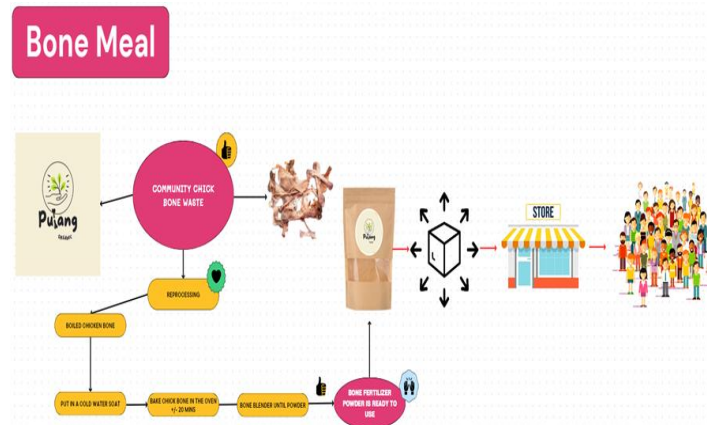 Bone Meal
Pujang
COMMUNITY CHICK
BONE WASTE
STORE
Pujang
REPROCESSING
BOILED CHICKEN BONE
PUT IN A COLD WATER SOAT
BAKE CHICK BONE IN THE OVEN
+/- 20 MINS
BONE BLENDER UNTIL POWDER
BONE FERTILIZER
POWDER IS READY TO
USE